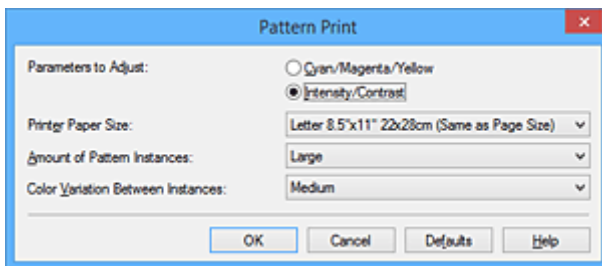 Pattern Print
Parameters to Adjust:
Cyan/Magenta/Yellow
Intensity/Contrast
Printer Paper Size:
Letter 8.5"x11" 22x28cm (Same as Page Size)
Amount of Pattern Instances:
Large
Color Variation Between Instances:
Medium
OK Cancel Defaults Help